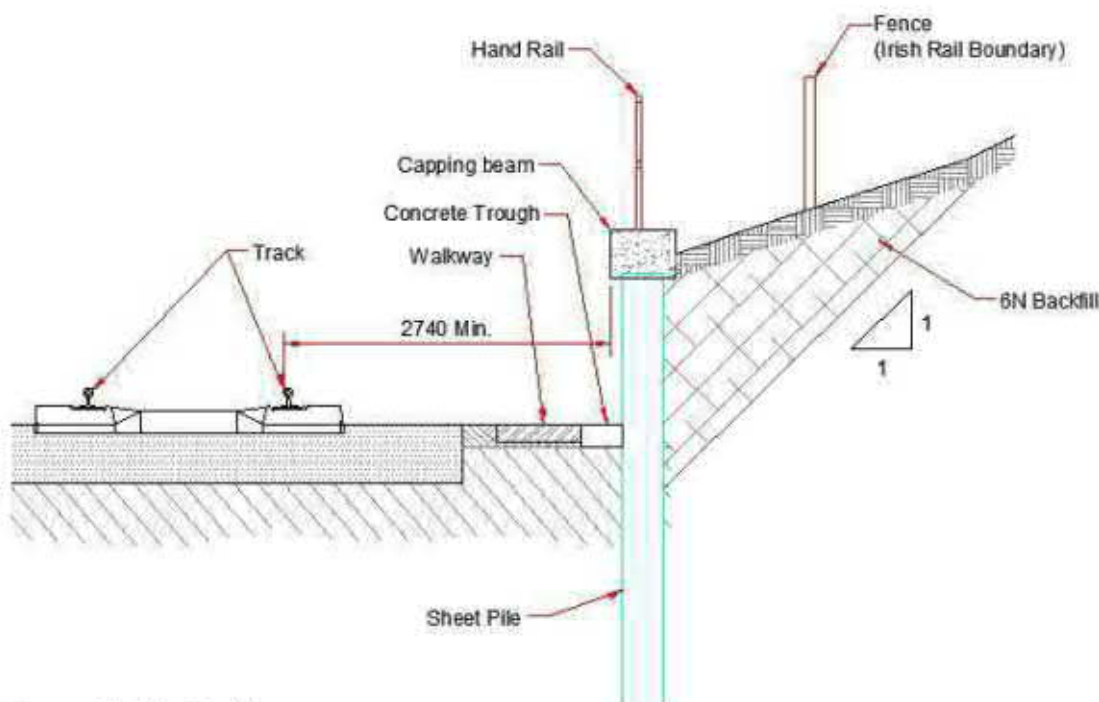 Fence
(Irish Rail Boundary)
Hand Rail
Capping beam
Concrete Trough
Walkway
Track
2740 Min.
6N Backfill
1
1
Sheet Pile